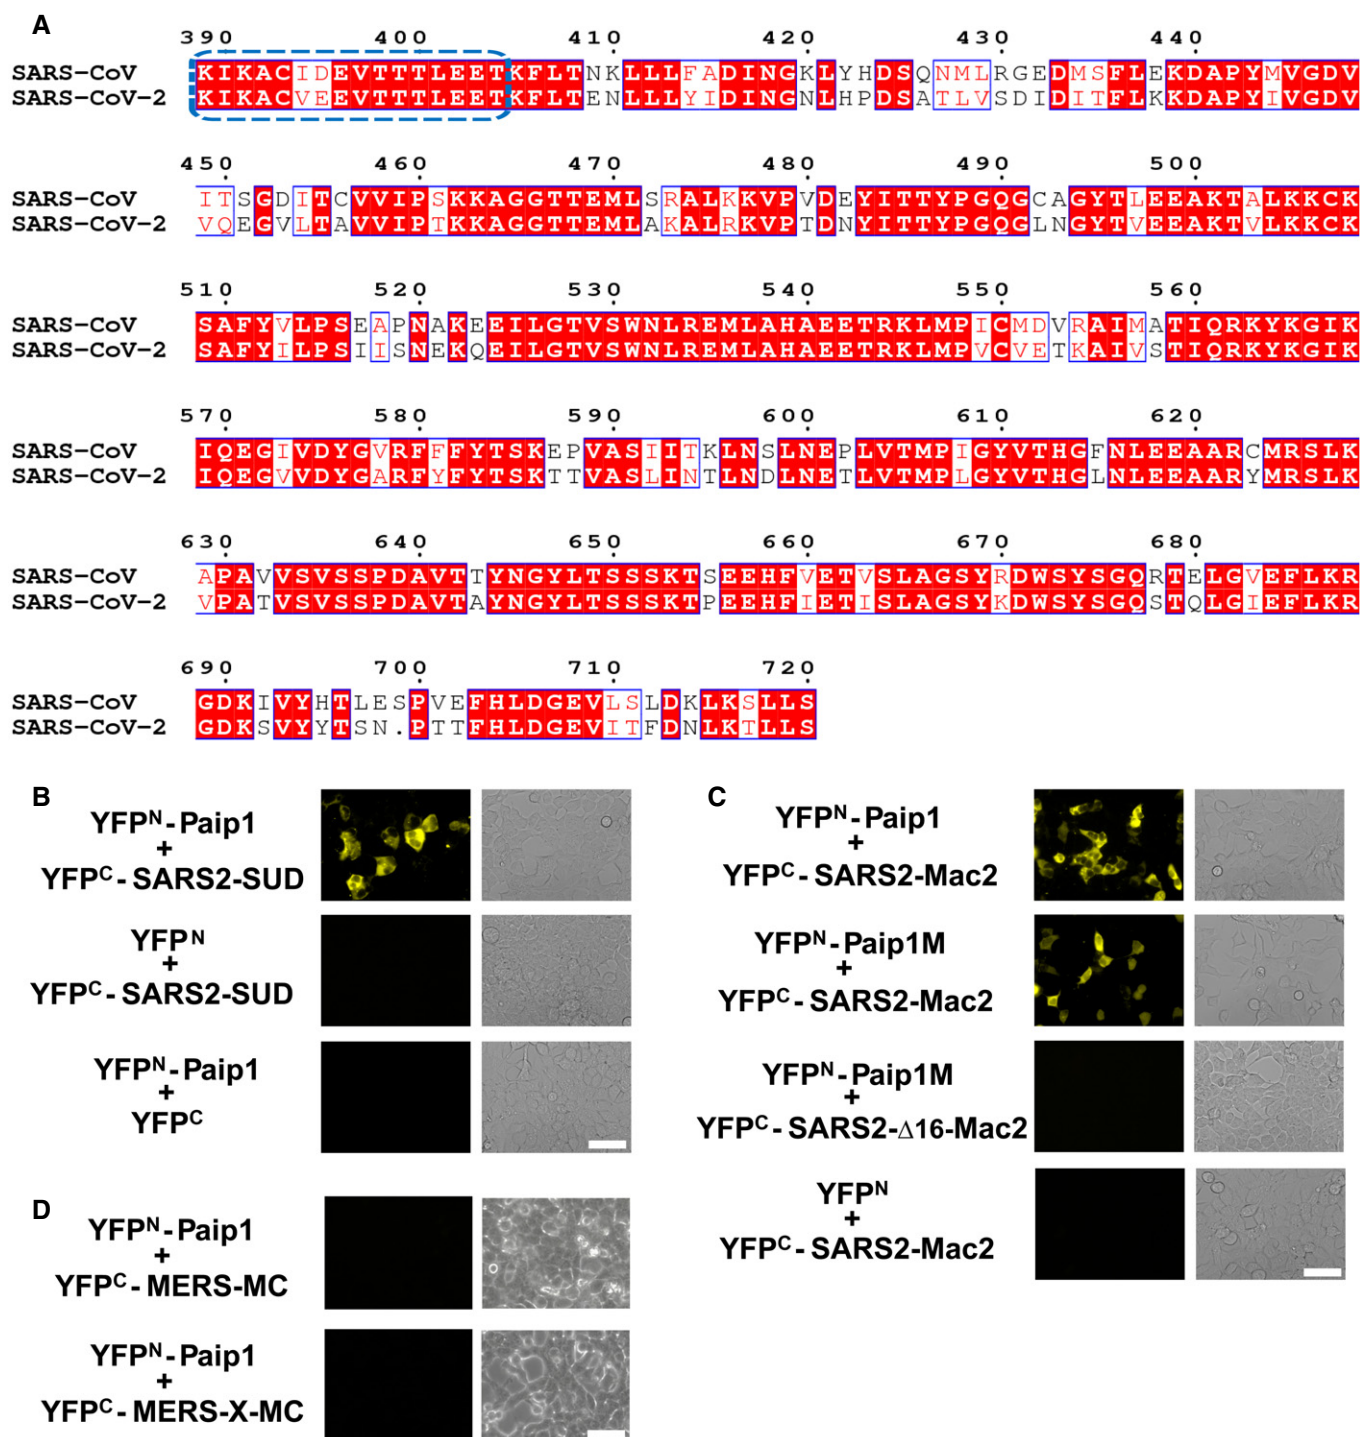 A
390 400 410 420 430 440
SARS-CoV KIKACIDEVTTTLEETKFLTNKLLLFADINGKLYHDSQNMLRGEDMSFLEKDAPYMVGDV
SARS-CoV-2 KIKACVEEVTTTLEETKFLTENLLLYIDINGNLHPDSATLVSDIDITFLKKDAPYIVGDV
450 460 470 480 490 500
SARS-CoV ITSGDITCVVIPSKKAGGTTEMLSRALKKVPVDEYITTYPGQGCAGYTLEEAKTALKKCK
SARS-CoV-2 VQEGVLTAVVIPTKKAGGTTEMLAKALRKVPTDNYITTYPGQGLNGYTVEEAKTVLKKCK
510 520 530 540 550 560
SARS-CoV SAFYVLPSEAPNAKEEILGTVSWNLREMLAHAEETRKLMPICMDVRAIMATIQRKYKGIK
SARS-CoV-2 SAFYILPSIISNEKQEILGTVSWNLREMLAHAEETRKLMPVCVETKAIVSTIQRKYKGIK
570 580 590 600 610 620
SARS-CoV IQEGIVDYGVRFFFYTSKEPVASIITKLNSLNEPLVTMPIGYVTHGFNLEEAARCMRSLK
SARS-CoV-2 IQEGVVDYGARFYFYTSKTTVASLINTLNDLNETLVTMPLGYVTHGLNLEEAARYMRSLK
630 640 650 660 670 680
SARS-CoV APAVVSVSSPDAVTTYNGYLTSSSKTSEEHFVETVSLAGSYRDWSYSGQRTELGVEFLKR
SARS-CoV-2 VPATVSVSSPDAVTAYNGYLTSSSKTPEEHFIETISLAGSYKDWSYSGQSTQLGIEFLKR
690 700 710 720
SARS-CoV GDKIVYHTLESPVEFHLDGEVLSLDKLKSLLS
SARS-CoV-2 GDKSVYYTSN.PTTFHLDGEVITFDNLKTLLS
B
YFPᴺ-Paip1
+
YFPᶜ-SARS2-SUD
YFPᴺ
+
YFPᶜ-SARS2-SUD
YFPᴺ-Paip1
+
YFPᶜ
C
YFPᴺ-Paip1
+
YFPᶜ-SARS2-Mac2
YFPᴺ-Paip1M
+
YFPᶜ-SARS2-Mac2
YFPᴺ-Paip1M
+
YFPᶜ-SARS2-Δ16-Mac2
YFPᴺ
+
YFPᶜ-SARS2-Mac2
D
YFPᴺ-Paip1
+
YFPᶜ-MERS-MC
YFPᴺ-Paip1
+
YFPᶜ-MERS-X-MC